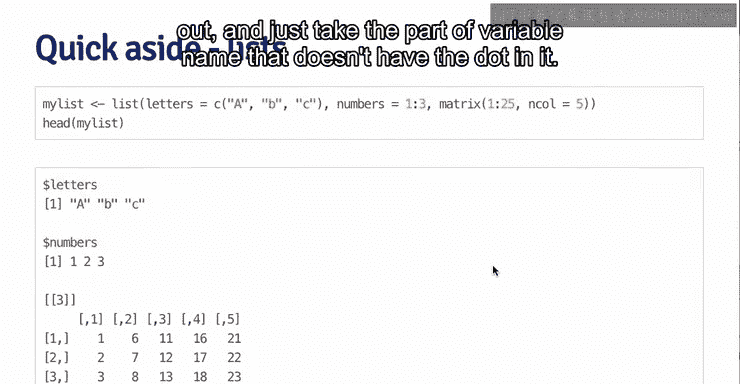 out, and just take the part of variable
Quick aside - lists
name that doesn't have the dot in it.
mylist <- list(letters = c("A", "b", "c"), numbers = 1:3, matrix(1:25, ncol = 5))
head(mylist)
$letters
[1] "A" "b" "c"
$numbers
[1] 1 2 3
[[3]]
[,1] [,2] [,3] [,4] [,5]
[1,] 1 6 11 16 21
[2,] 2 7 12 17 22
[3,] 3 8 13 18 23